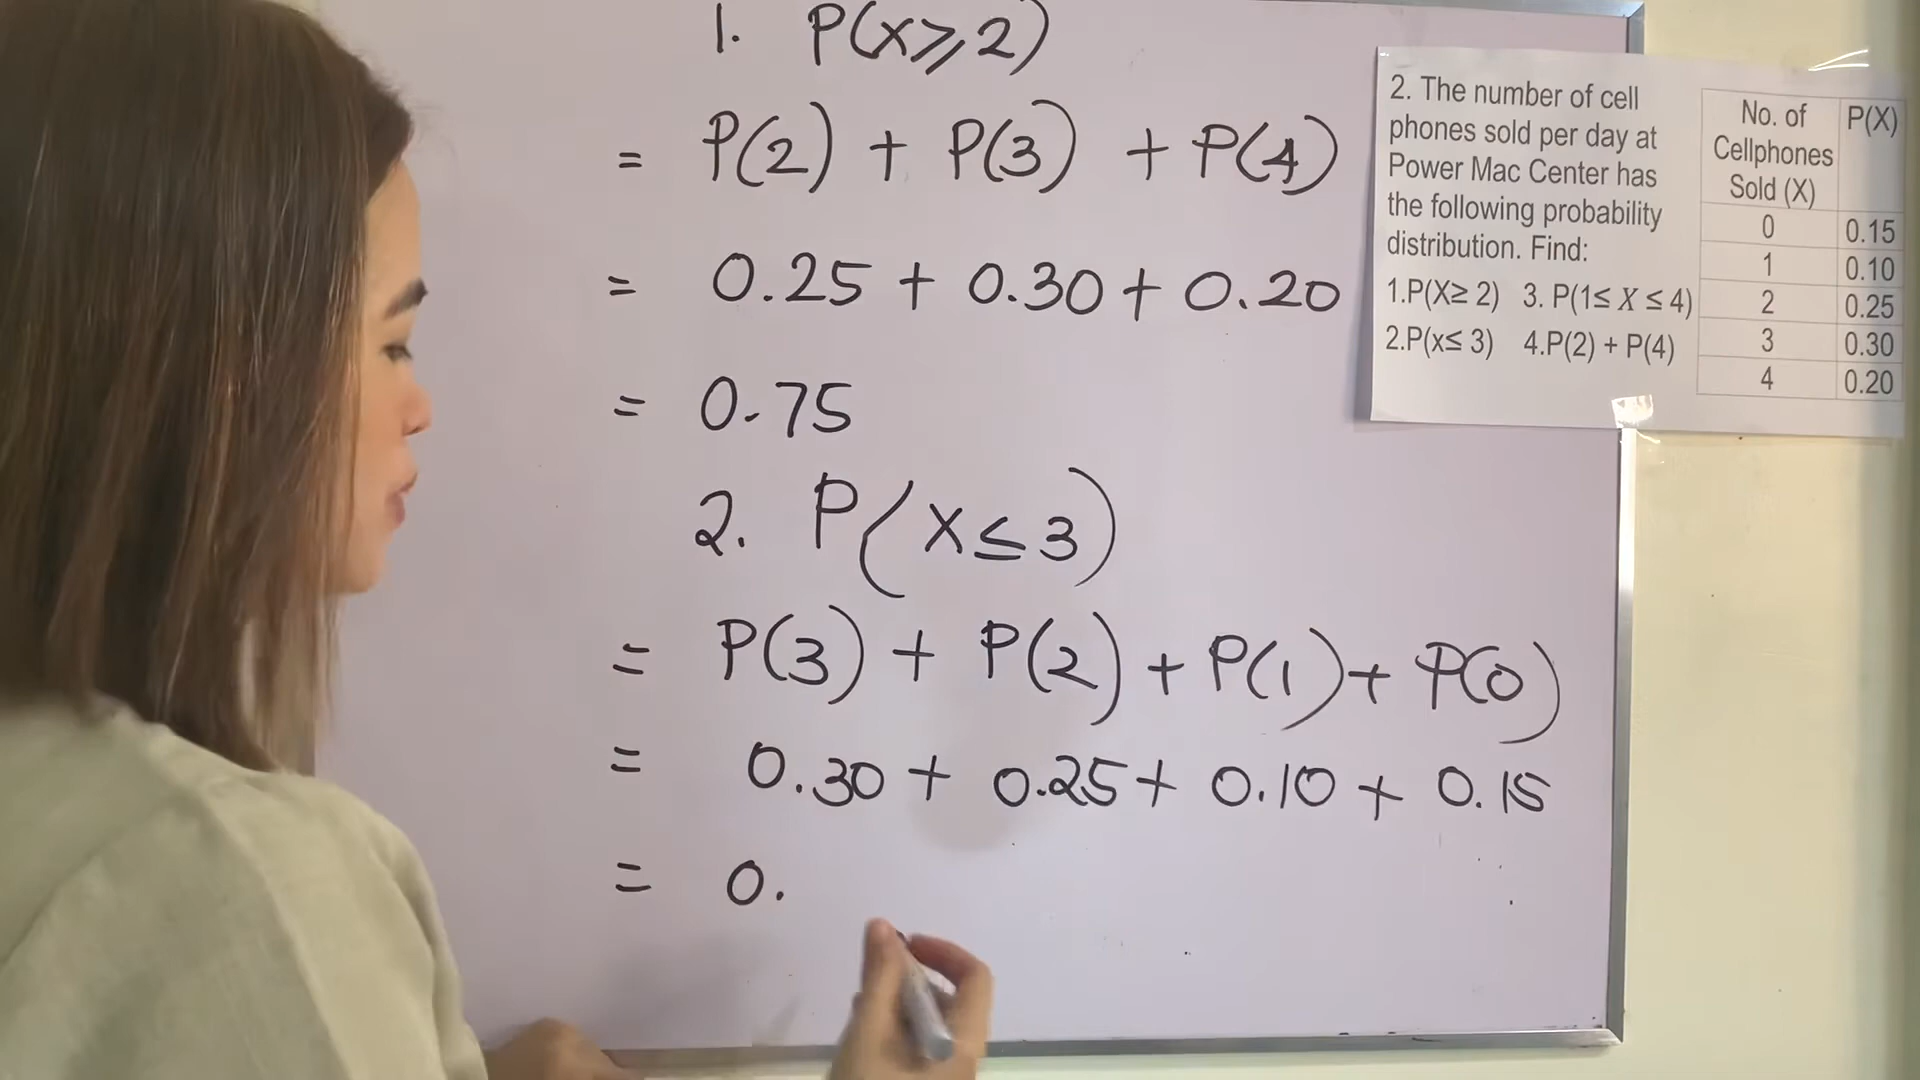 1. P(X≥2)
= P(2) + P(3) + P(4)
= 0.25 + 0.30 + 0.20
= 0.75
2. P(X≤3)
= P(3) + P(2) + P(1) + P(0)
= 0.30 + 0.25 + 0.10 + 0.15
= 0.
2. The number of cell
phones sold per day at
Power Mac Center has
the following probability
distribution. Find:
1.P(X≥ 2) 3. P(1≤ X ≤ 4)
2.P(x≤ 3) 4.P(2) + P(4)
No. of
Cellphones
Sold (X)
P(X)
0 0.15
1 0.10
2 0.25
3 0.30
4 0.20